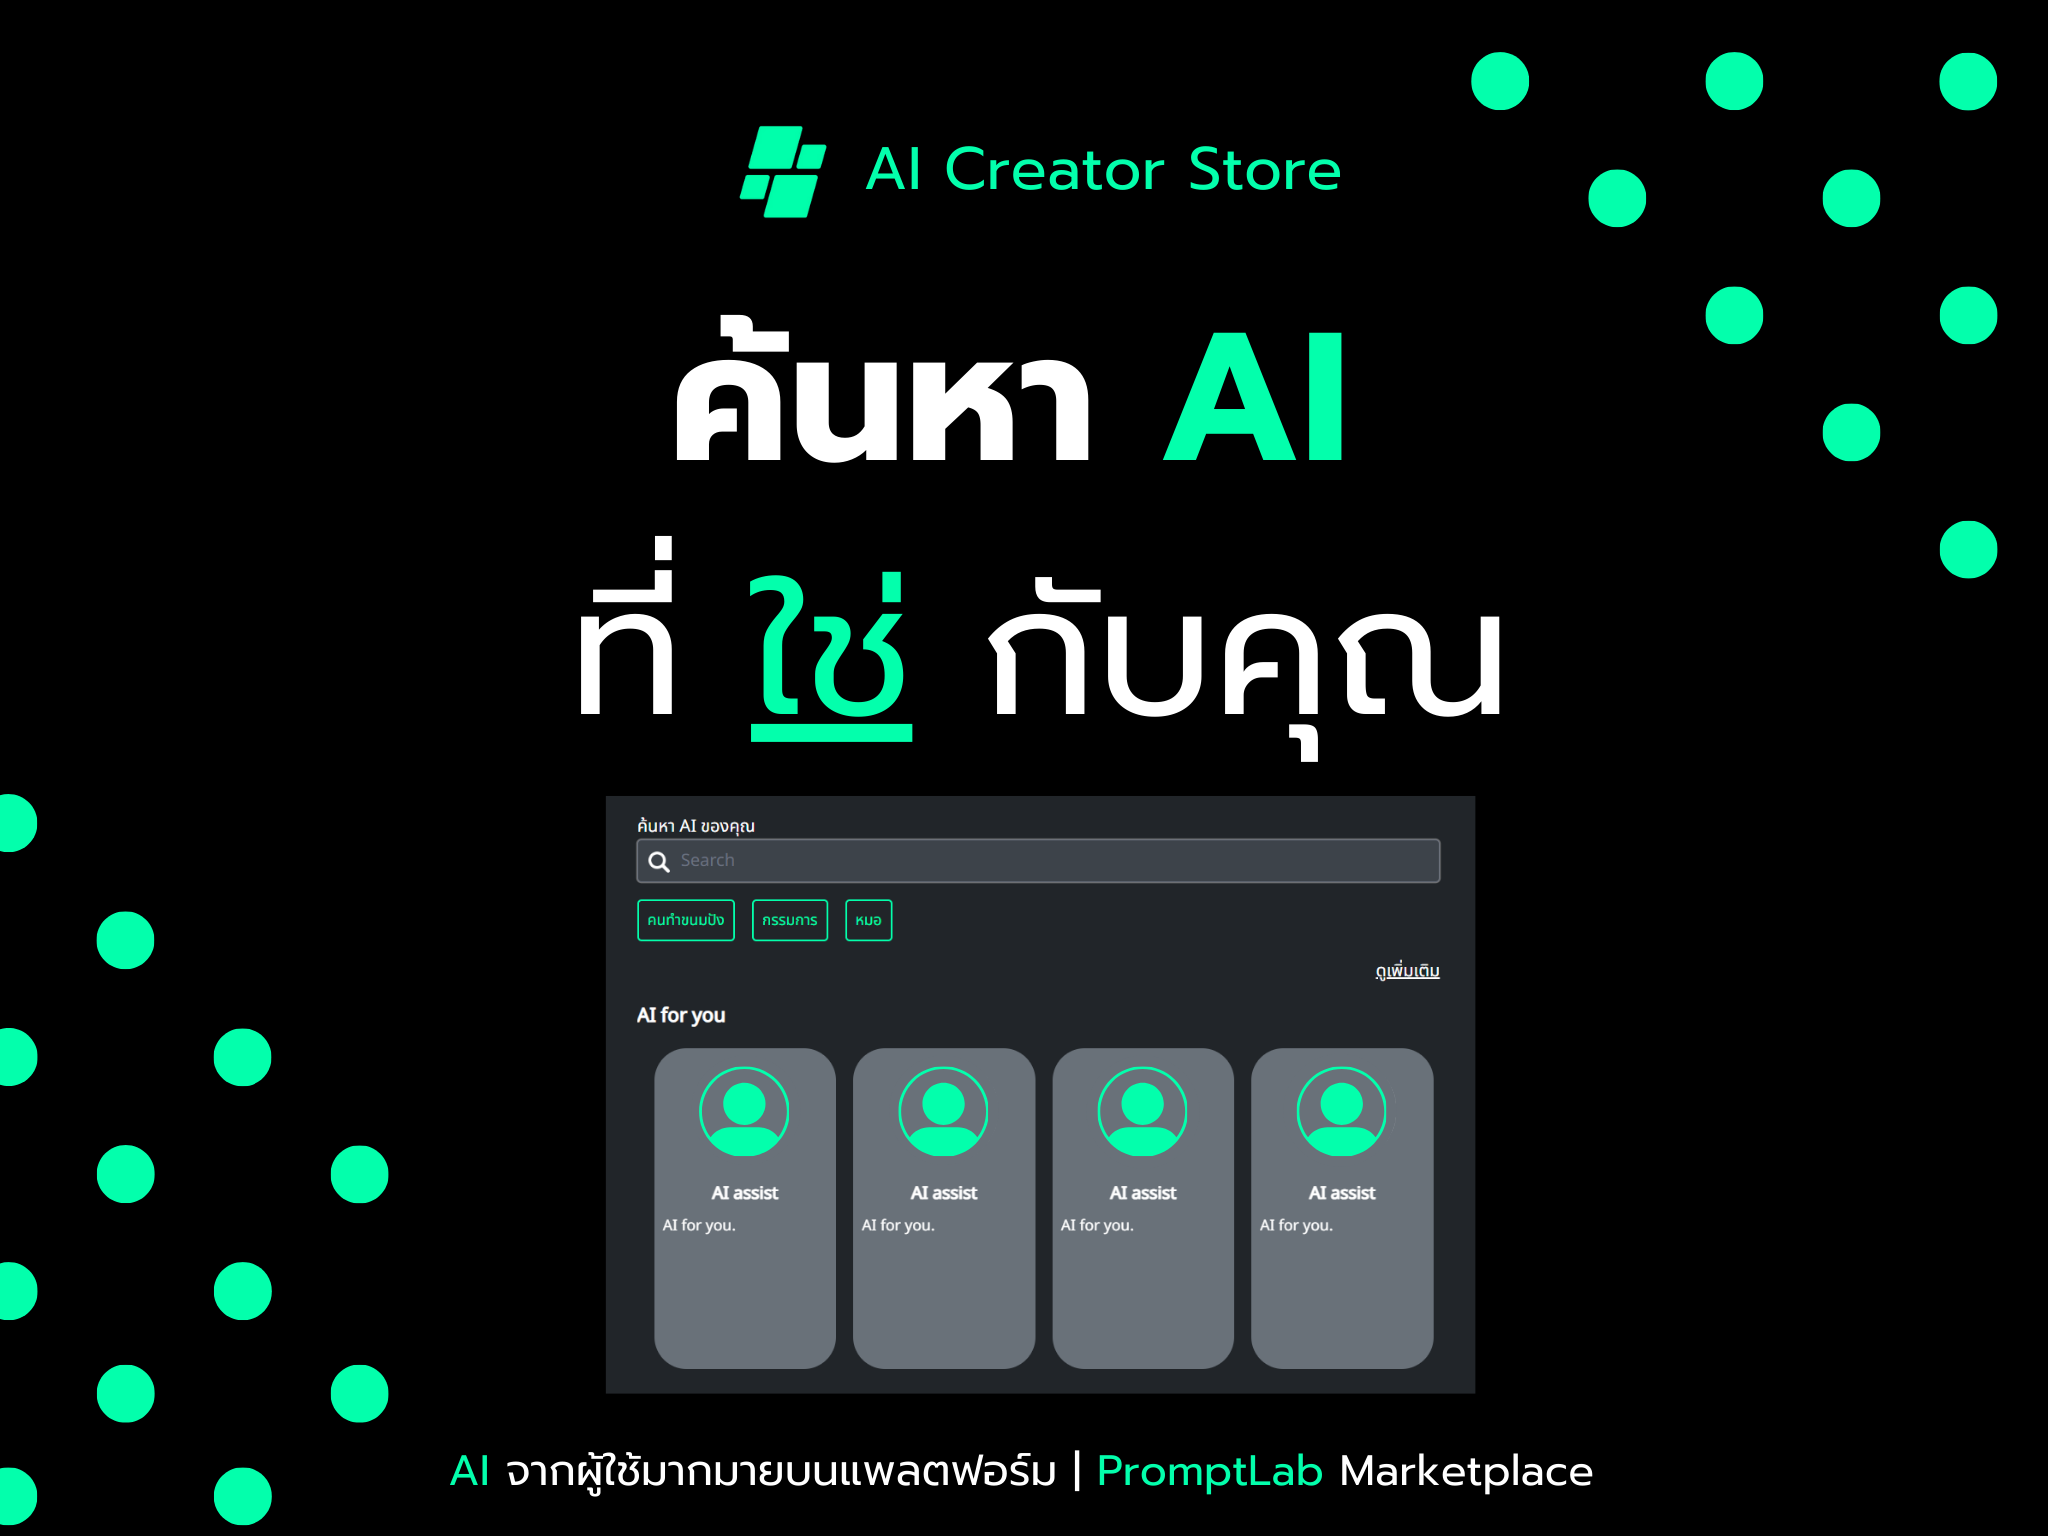 AI Creator Store
ค้นหา AI
ที่ ใช่ กับคุณ
ค้นหา AI ของคุณ
Search
คนทำขนมปัง กรรมการ หมอ
ดูเพิ่มเติม
AI for you
AI assist AI assist AI assist AI assist
AI for you. AI for you. AI for you. AI for you.
AI จากผู้ใช้มากมายบนแพลตฟอร์ม | PromptLab Marketplace